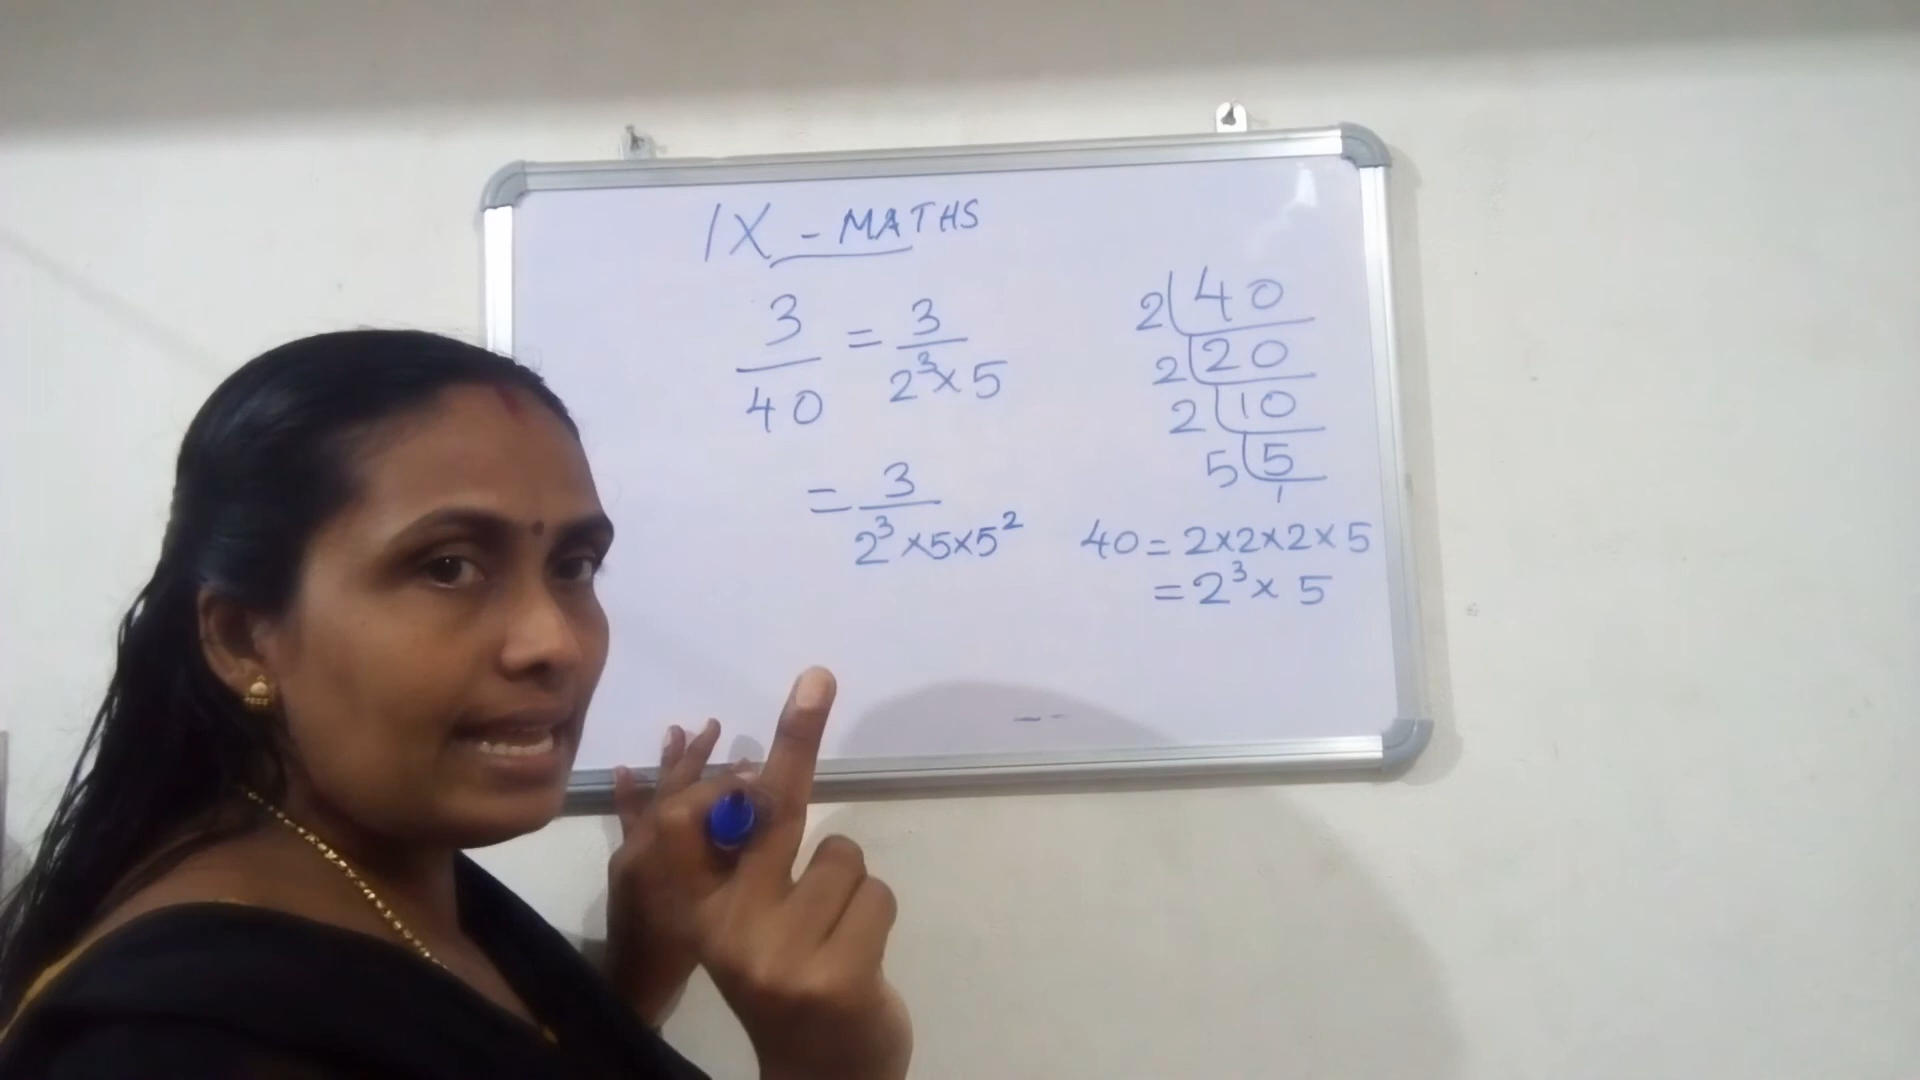 IX - MATHS
3/40 = 3/2³×5
= 3/2³×5×5²
2 | 40
2 | 20
2 | 10
5 | 5
1
40 = 2×2×2×5
= 2³× 5